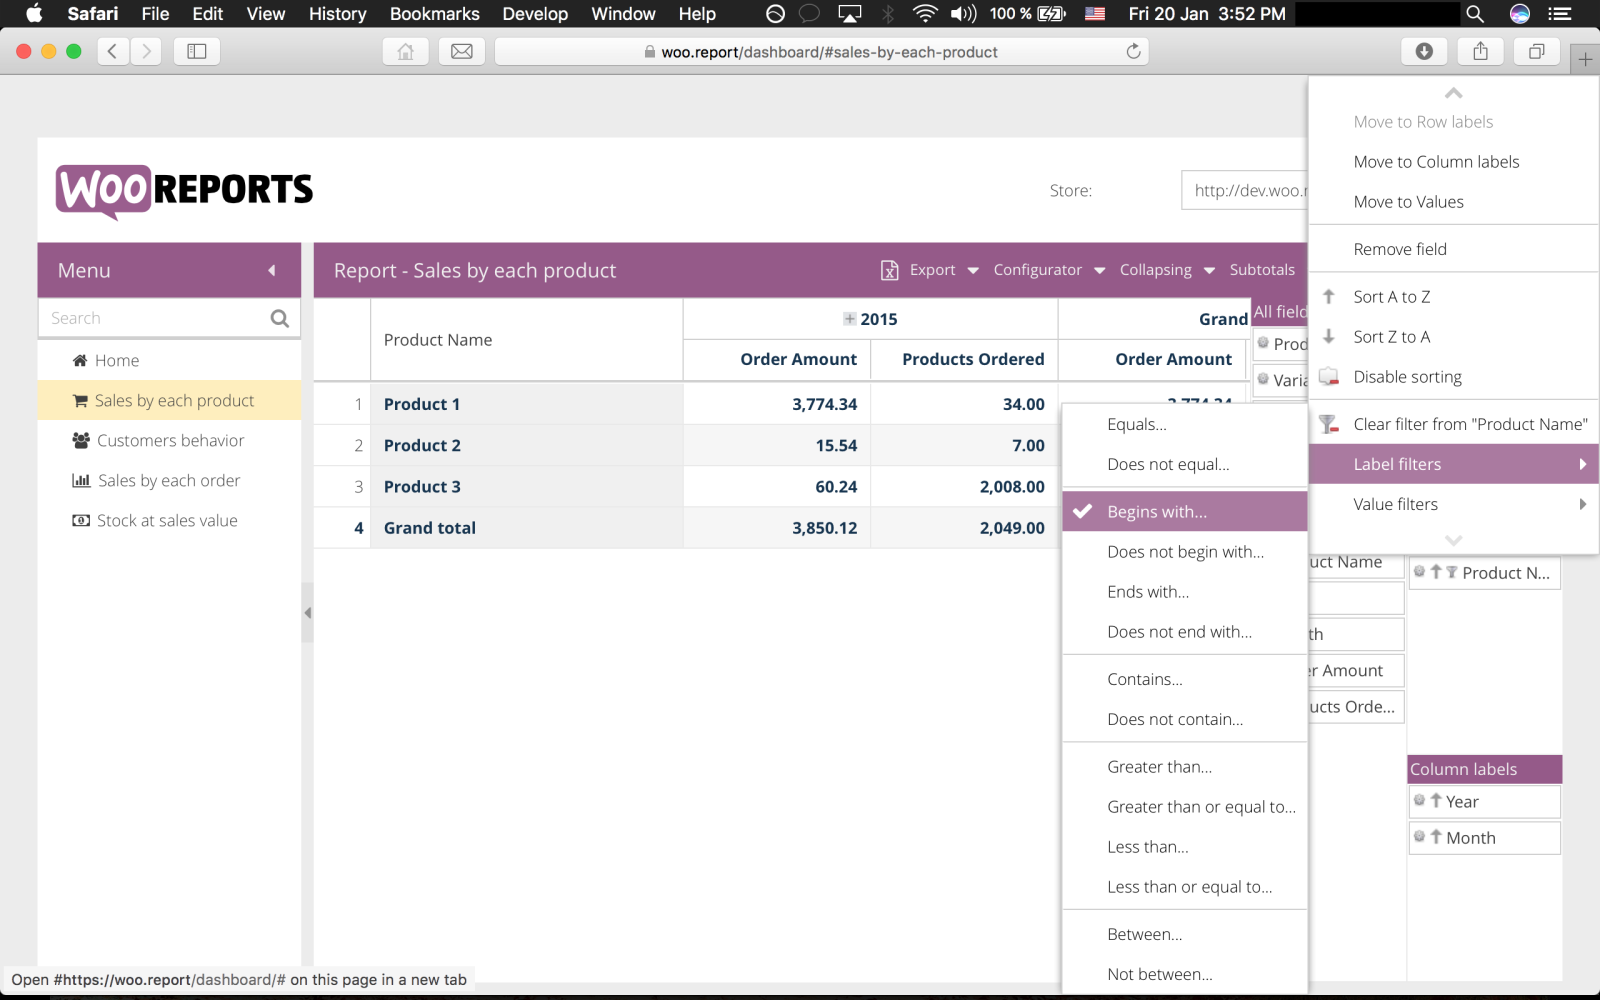 Safari File Edit View History Bookmarks Develop Window Help 100 % Fri 20 Jan 3:52 PM
woo.report/dashboard/#sales-by-each-product
WOO REPORTS
Store: http://dev.woo.r
Menu
Search
Home
Sales by each product
Customers behavior
Sales by each order
Stock at sales value
Report - Sales by each product Export Configurator Collapsing Subtotals
Product Name 2015 Grand
Order Amount Products Ordered Order Amount
1 Product 1 3,774.34 34.00
2 Product 2 15.54 7.00
3 Product 3 60.24 2,008.00
4 Grand total 3,850.12 2,049.00
All field
Prod
Varia
Equals...
Does not equal...
Begins with...
Does not begin with...
Ends with...
Does not end with...
Contains...
Does not contain...
Greater than...
Greater than or equal to...
Less than...
Less than or equal to...
Between...
Not between...
Move to Row labels
Move to Column labels
Move to Values
Remove field
Sort A to Z
Sort Z to A
Disable sorting
Clear filter from "Product Name"
Label filters
Value filters
uct Name
th
er Amount
ucts Orde...
Product N...
Column labels
Year
Month
Open #https://woo.report/dashboard/# on this page in a new tab